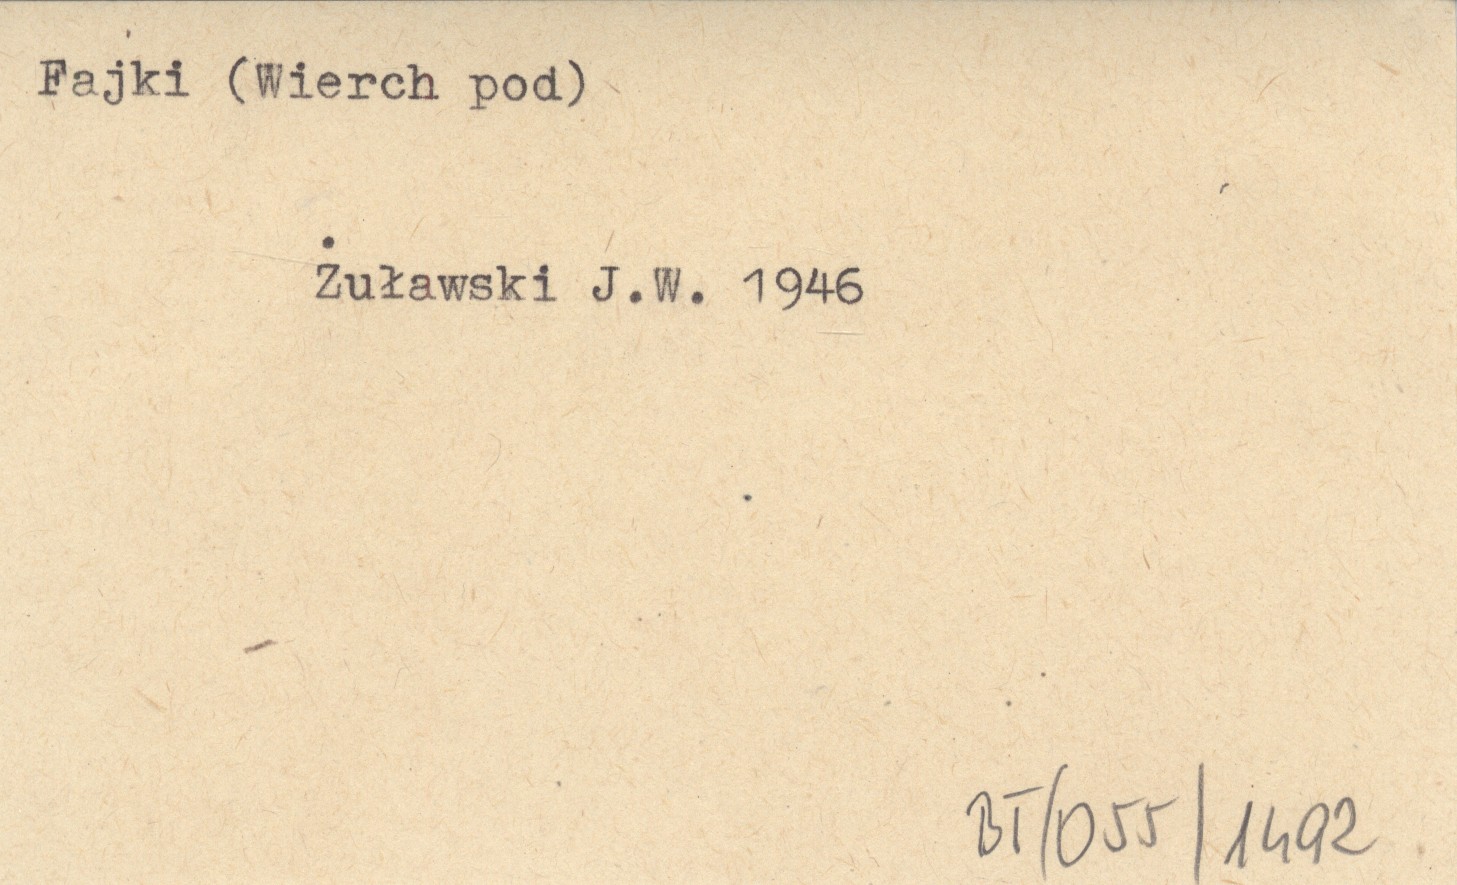 Fajki (Wierch pod)
Żuławski J.W. 1946
BT/055/1492